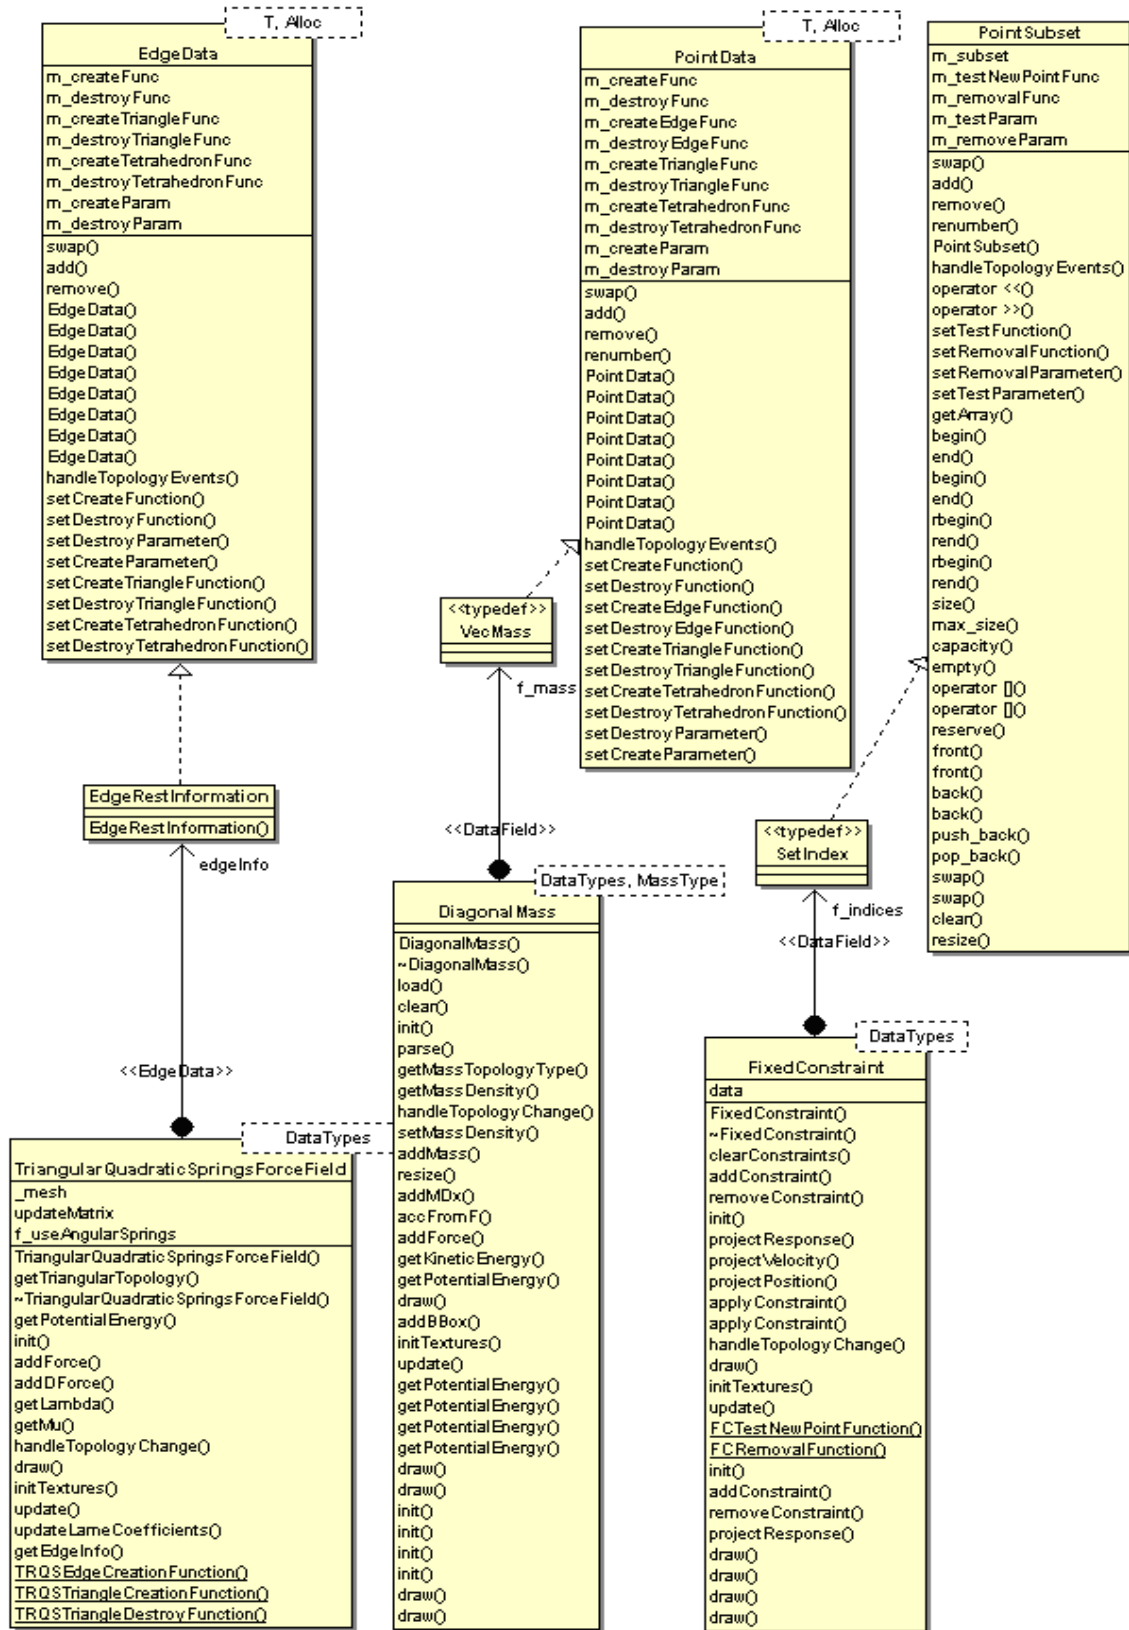 T, Alloc
EdgeData
m_createFunc
m_destroyFunc
m_createTriangleFunc
m_destroyTriangleFunc
m_createTetrahedronFunc
m_destroyTetrahedronFunc
m_createParam
m_destroyParam
swap()
add()
remove()
EdgeData()
EdgeData()
EdgeData()
EdgeData()
EdgeData()
EdgeData()
EdgeData()
EdgeData()
handleTopologyEvents()
setCreateFunction()
setDestroyFunction()
setDestroyParameter()
setCreateParameter()
setCreateTriangleFunction()
setDestroyTriangleFunction()
setCreateTetrahedronFunction()
setDestroyTetrahedronFunction()
EdgeRestInformation
EdgeRestInformation()
edgeInfo
<<EdgeData>>
DataTypes
TriangularQuadraticSpringsForceField
_mesh
updateMatrix
f_useAngularSprings
TriangularQuadraticSpringsForceField()
getTriangularTopology()
~TriangularQuadraticSpringsForceField()
getPotentialEnergy()
init()
addForce()
addDForce()
getLambda()
getMu()
handleTopologyChange()
draw()
initTextures()
update()
updateLameCoefficients()
getEdgeInfo()
TRQSEdgeCreationFunction()
TRQSTriangleCreationFunction()
TRQSTriangleDestroyFunction()
T, Alloc
PointData
m_createFunc
m_destroyFunc
m_createEdgeFunc
m_destroyEdgeFunc
m_createTriangleFunc
m_destroyTriangleFunc
m_createTetrahedronFunc
m_destroyTetrahedronFunc
m_createParam
m_destroyParam
swap()
add()
remove()
renumber()
PointData()
PointData()
PointData()
PointData()
PointData()
PointData()
PointData()
PointData()
handleTopologyEvents()
setCreateFunction()
setDestroyFunction()
setCreateEdgeFunction()
setDestroyEdgeFunction()
setCreateTriangleFunction()
setDestroyTriangleFunction()
setCreateTetrahedronFunction()
setDestroyTetrahedronFunction()
setDestroyParameter()
setCreateParameter()
<<typedef>>
VecMass
f_mass
<<DataField>>
DataTypes, MassType
DiagonalMass
DiagonalMass()
~DiagonalMass()
load()
clear()
init()
parse()
getMassTopologyType()
getMassDensity()
handleTopologyChange()
setMassDensity()
addMass()
resize()
addMDx()
accFromF()
addForce()
getKineticEnergy()
getPotentialEnergy()
draw()
addBBox()
initTextures()
update()
getPotentialEnergy()
getPotentialEnergy()
getPotentialEnergy()
getPotentialEnergy()
draw()
draw()
init()
init()
init()
init()
draw()
draw()
PointSubset
m_subset
m_testNewPointFunc
m_removalFunc
m_testParam
m_removeParam
swap()
add()
remove()
renumber()
PointSubset()
handleTopologyEvents()
operator <<()
operator >>()
setTestFunction()
setRemovalFunction()
setRemovalParameter()
setTestParameter()
getArray()
begin()
end()
begin()
end()
rbegin()
rend()
rbegin()
rend()
size()
max_size()
capacity()
empty()
operator []()
operator []()
reserve()
front()
front()
back()
back()
push_back()
pop_back()
swap()
swap()
clear()
resize()
<<typedef>>
SetIndex
f_indices
<<DataField>>
DataTypes
FixedConstraint
data
FixedConstraint()
~FixedConstraint()
clearConstraints()
addConstraint()
removeConstraint()
init()
projectResponse()
projectVelocity()
projectPosition()
applyConstraint()
applyConstraint()
handleTopologyChange()
draw()
initTextures()
update()
FCTestNewPointFunction()
FCRemovalFunction()
init()
addConstraint()
removeConstraint()
projectResponse()
draw()
draw()
draw()
draw()